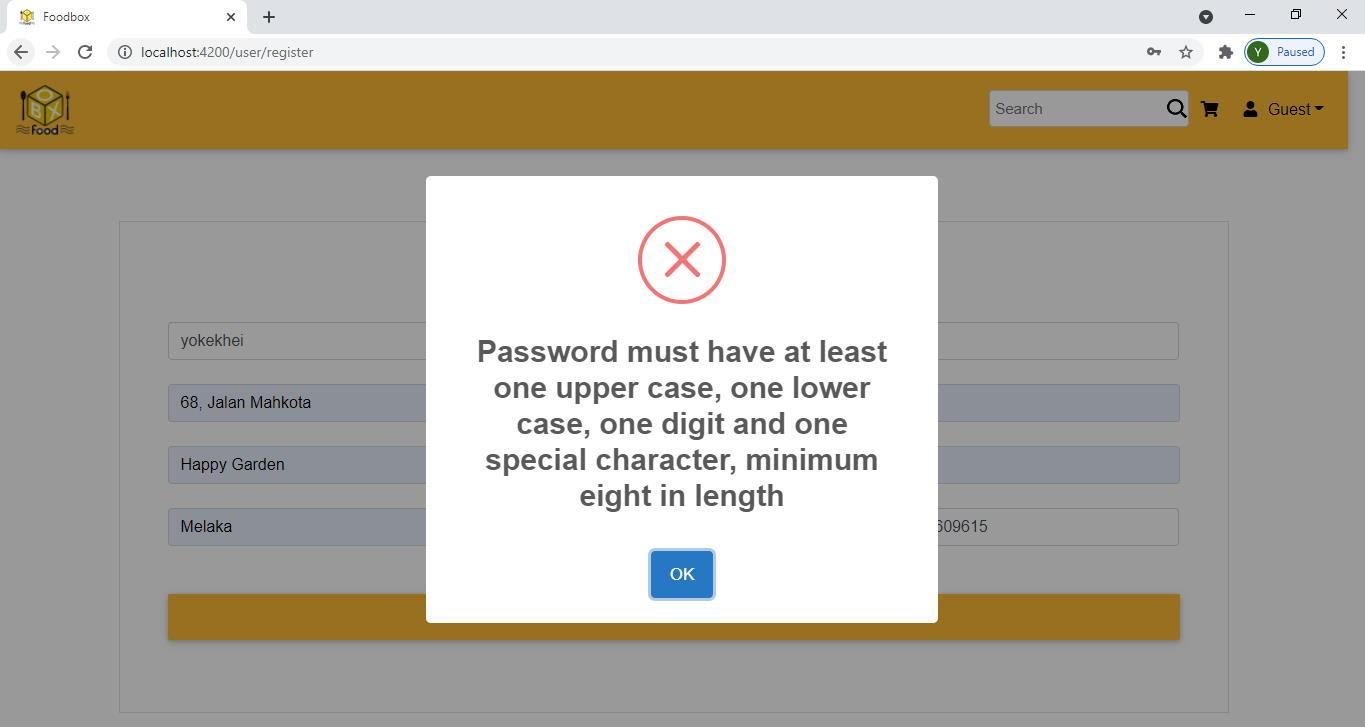 Foodbox
localhost:4200/user/register
Y Paused
OBX
Food
Search
Guest
yokekhei
68, Jalan Mahkota
Happy Garden
Melaka
609615
Password must have at least
one upper case, one lower
case, one digit and one
special character, minimum
eight in length
OK